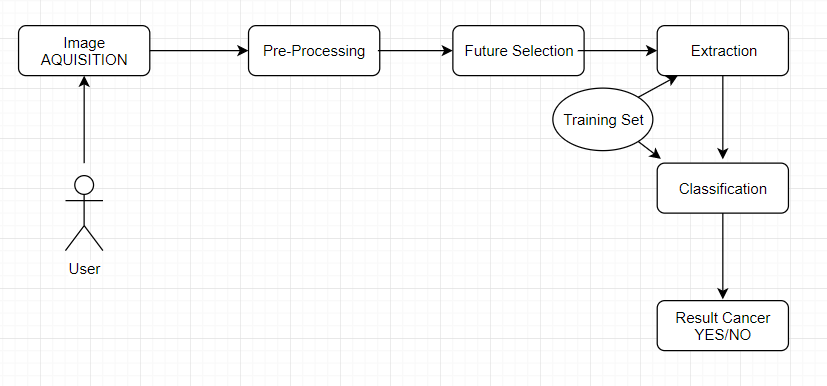 Image
AQUISITION
Pre-Processing
Future Selection
Extraction
Training Set
Classification
User
Result Cancer
YES/NO